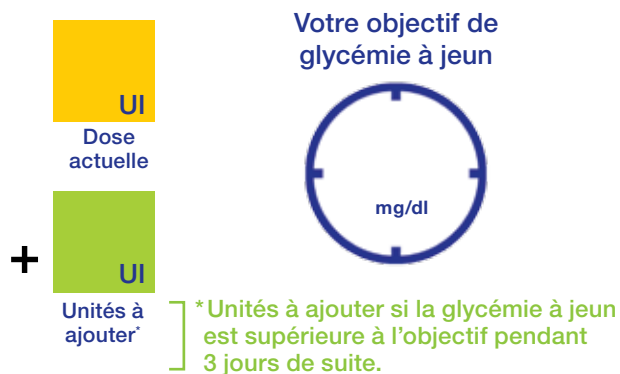 Votre objectif de
glycémie à jeun
UI
Dose
actuelle
mg/dl
+
UI
Unités à
ajouter*
*Unités à ajouter si la glycémie à jeun
est supérieure à l'objectif pendant
3 jours de suite.